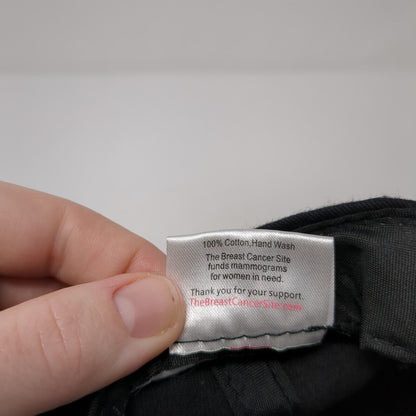 100% Cotton, Hand Wash
The Breast Cancer Site
funds mammograms
for women in need.
Thank you for your support.
TheBreastCancerSite.com